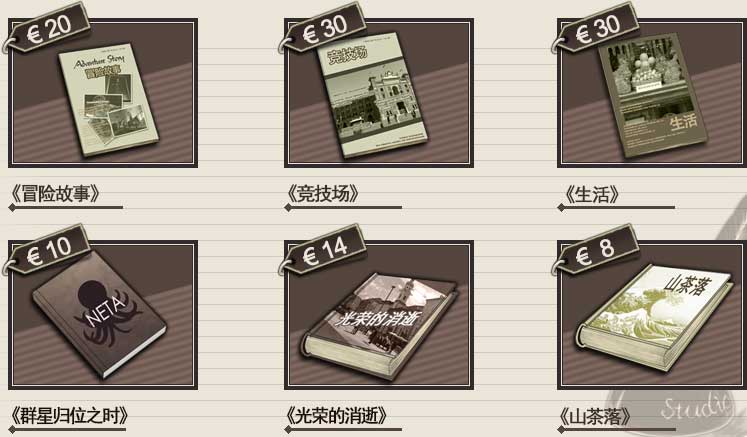 € 20
€ 30
€ 30
Adventure Story
冒险故事
竞技场
生活
《冒险故事》
《竞技场》
《生活》
€ 10
€ 14
€ 8
NETA
光荣的消逝
山茶落
《群星归位之时》
《光荣的消逝》
《山茶落》
Studie